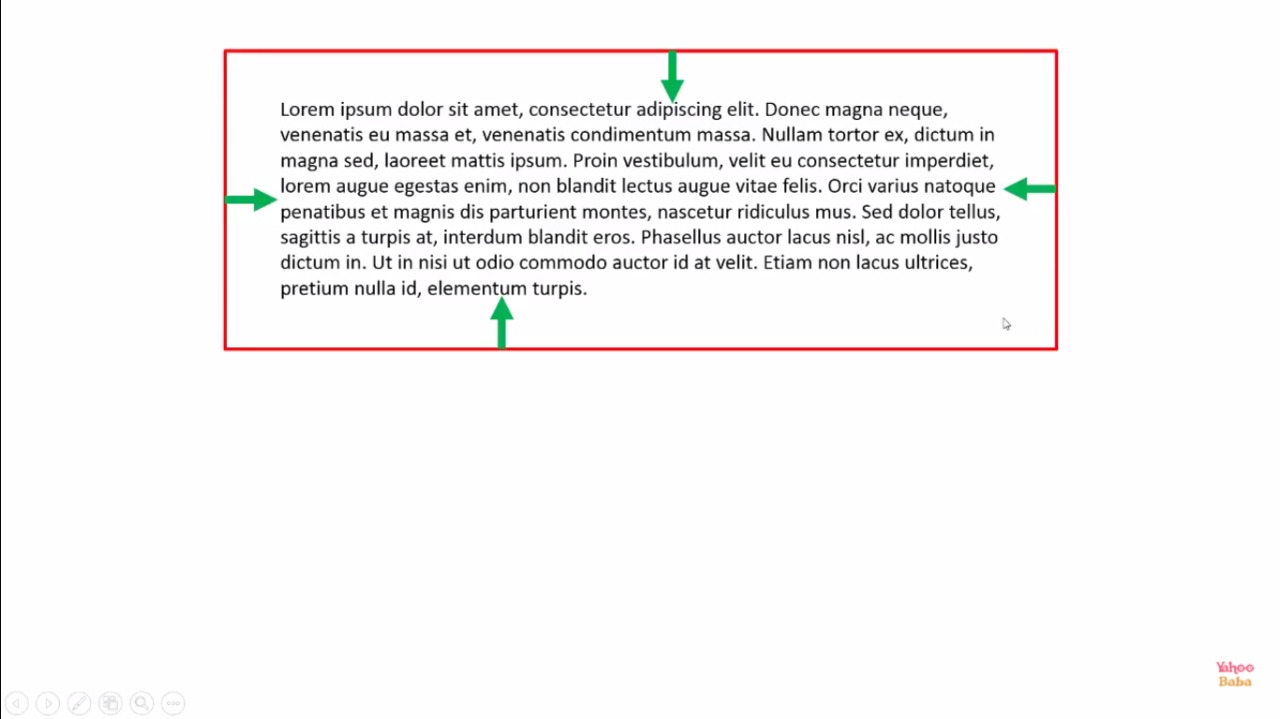 Lorem ipsum dolor sit amet, consectetur adipiscing elit. Donec magna neque,
venenatis eu massa et, venenatis condimentum massa. Nullam tortor ex, dictum in
magna sed, laoreet mattis ipsum. Proin vestibulum, velit eu consectetur imperdiet,
lorem augue egestas enim, non blandit lectus augue vitae felis. Orci varius natoque
penatibus et magnis dis parturient montes, nascetur ridiculus mus. Sed dolor tellus,
sagittis a turpis at, interdum blandit eros. Phasellus auctor lacus nisl, ac mollis justo
dictum in. Ut in nisi ut odio commodo auctor id at velit. Etiam non lacus ultrices,
pretium nulla id, elementum turpis.
Yahoo
Baba